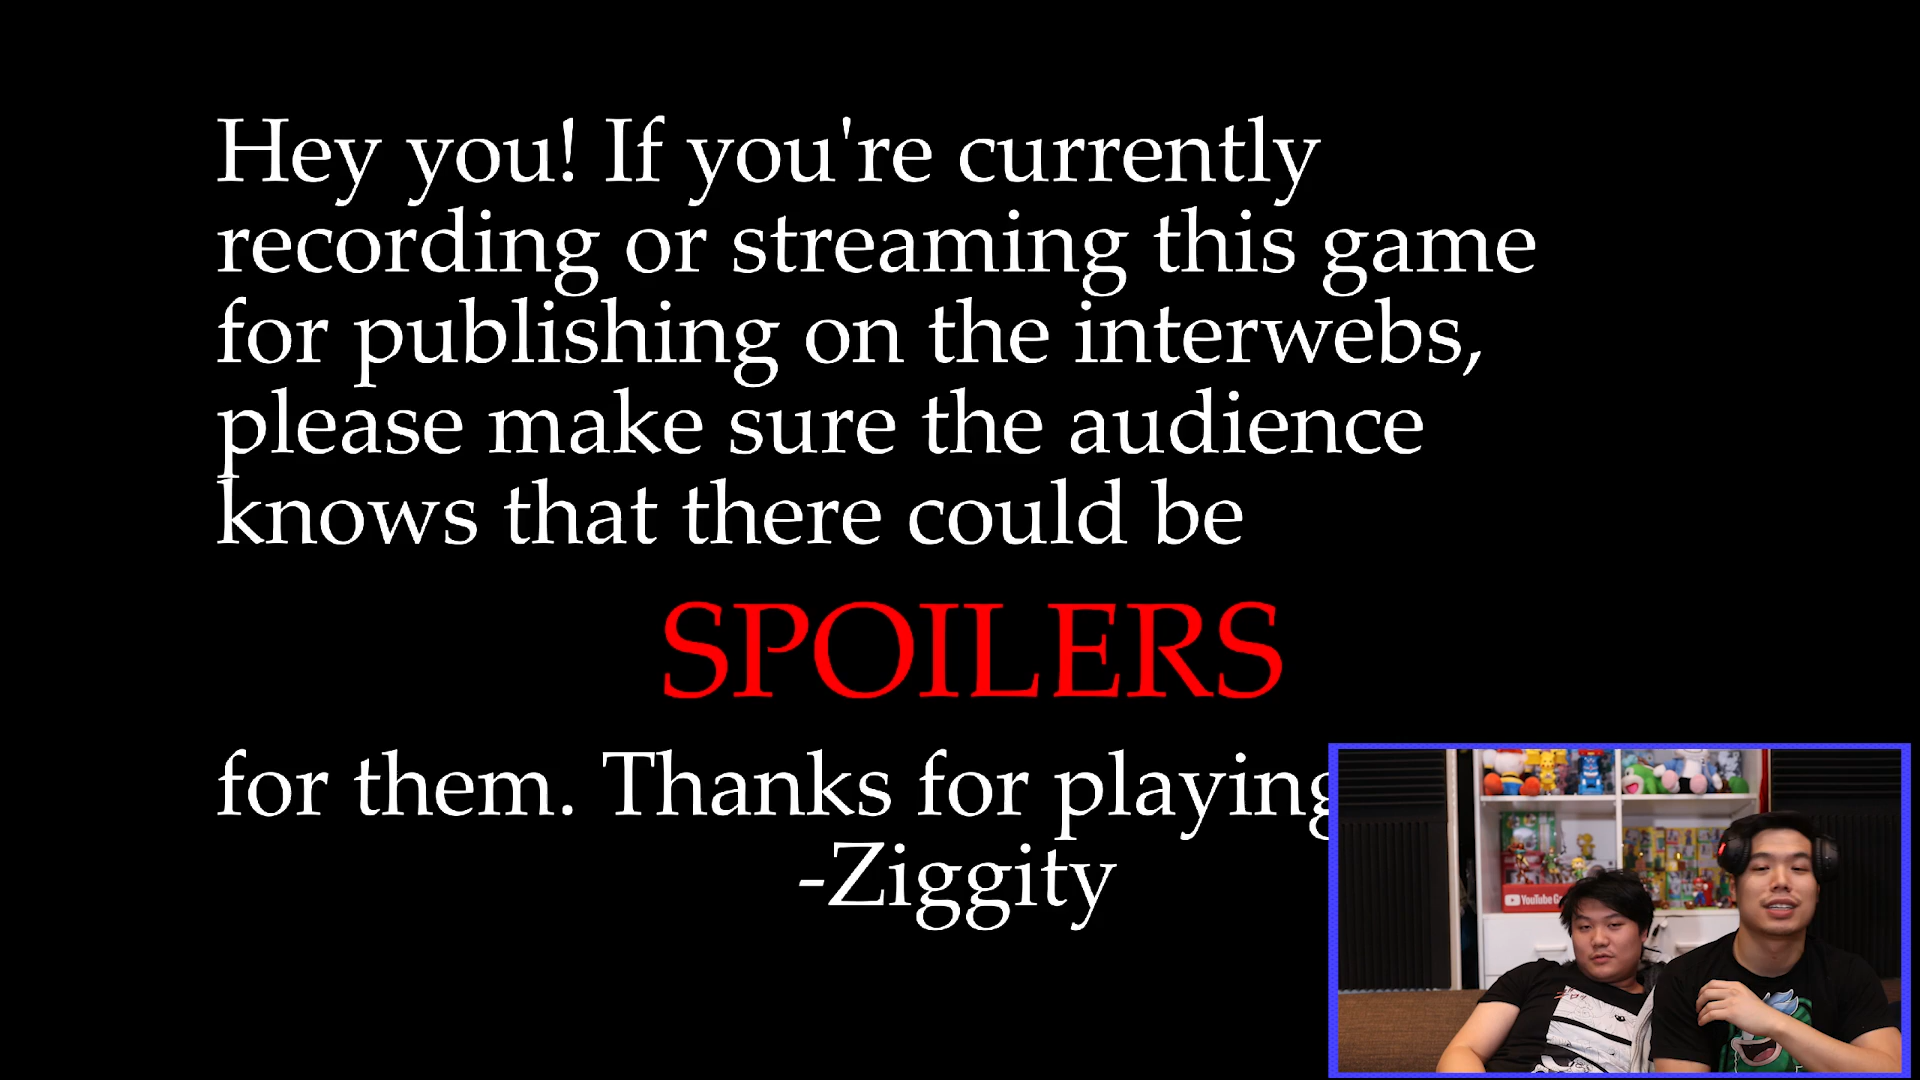 Hey you! If you're currently
recording or streaming this game
for publishing on the interwebs,
please make sure the audience
knows that there could be
SPOILERS
for them. Thanks for playing
-Ziggity
YouTube